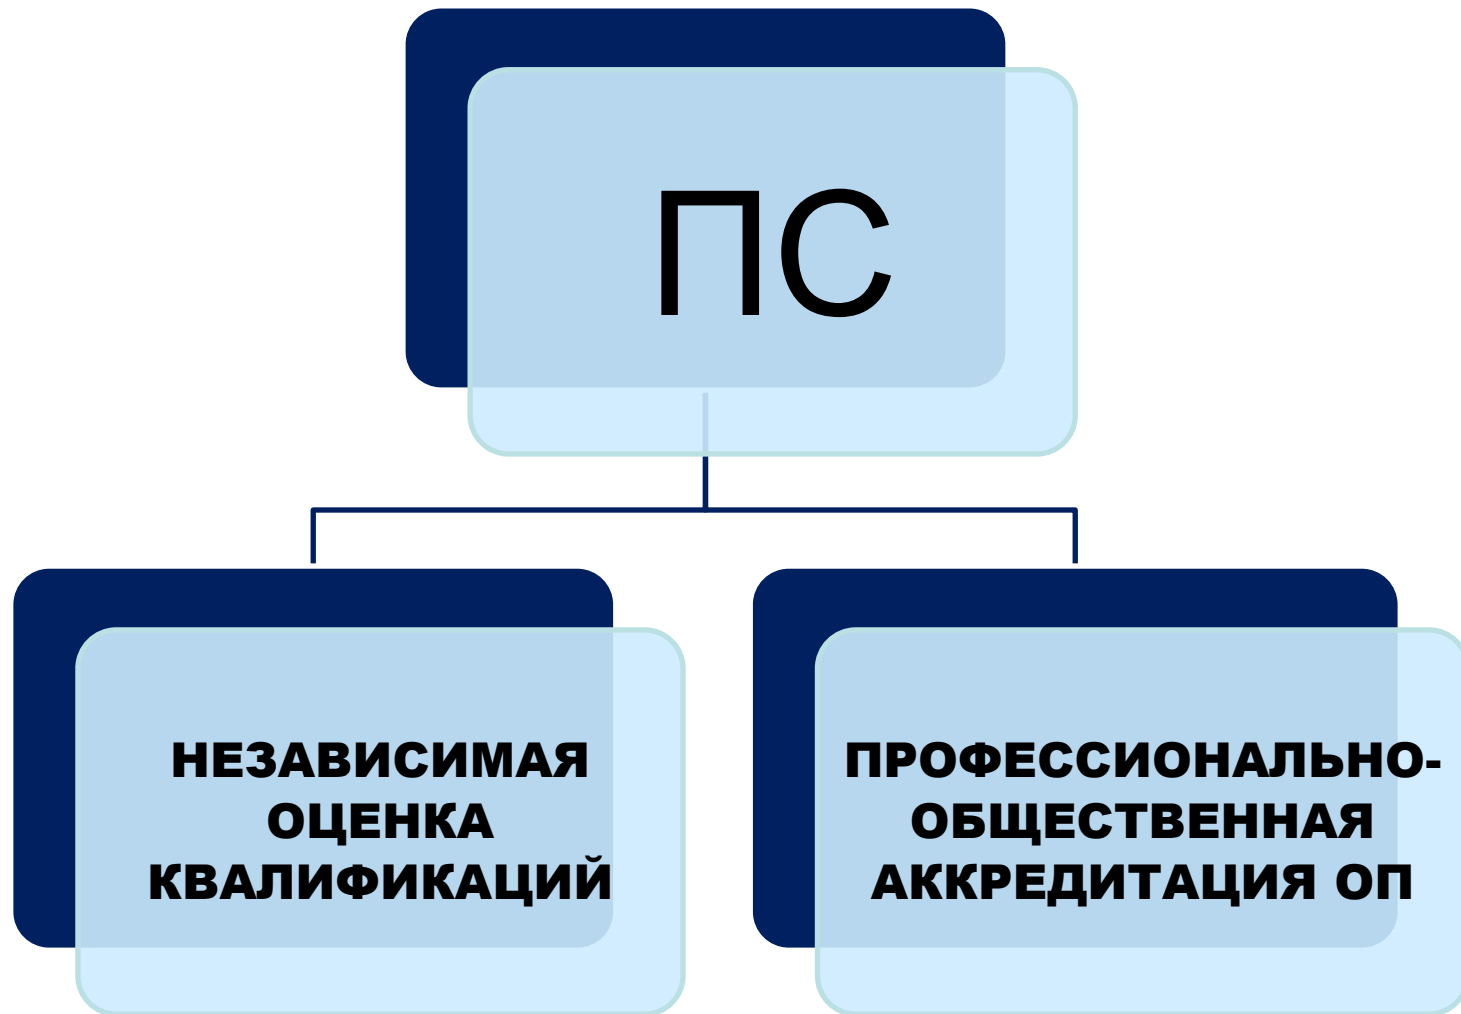 ПС
НЕЗАВИСИМАЯ
ОЦЕНКА
КВАЛИФИКАЦИЙ
ПРОФЕССИОНАЛЬНО-
ОБЩЕСТВЕННАЯ
АККРЕДИТАЦИЯ ОП